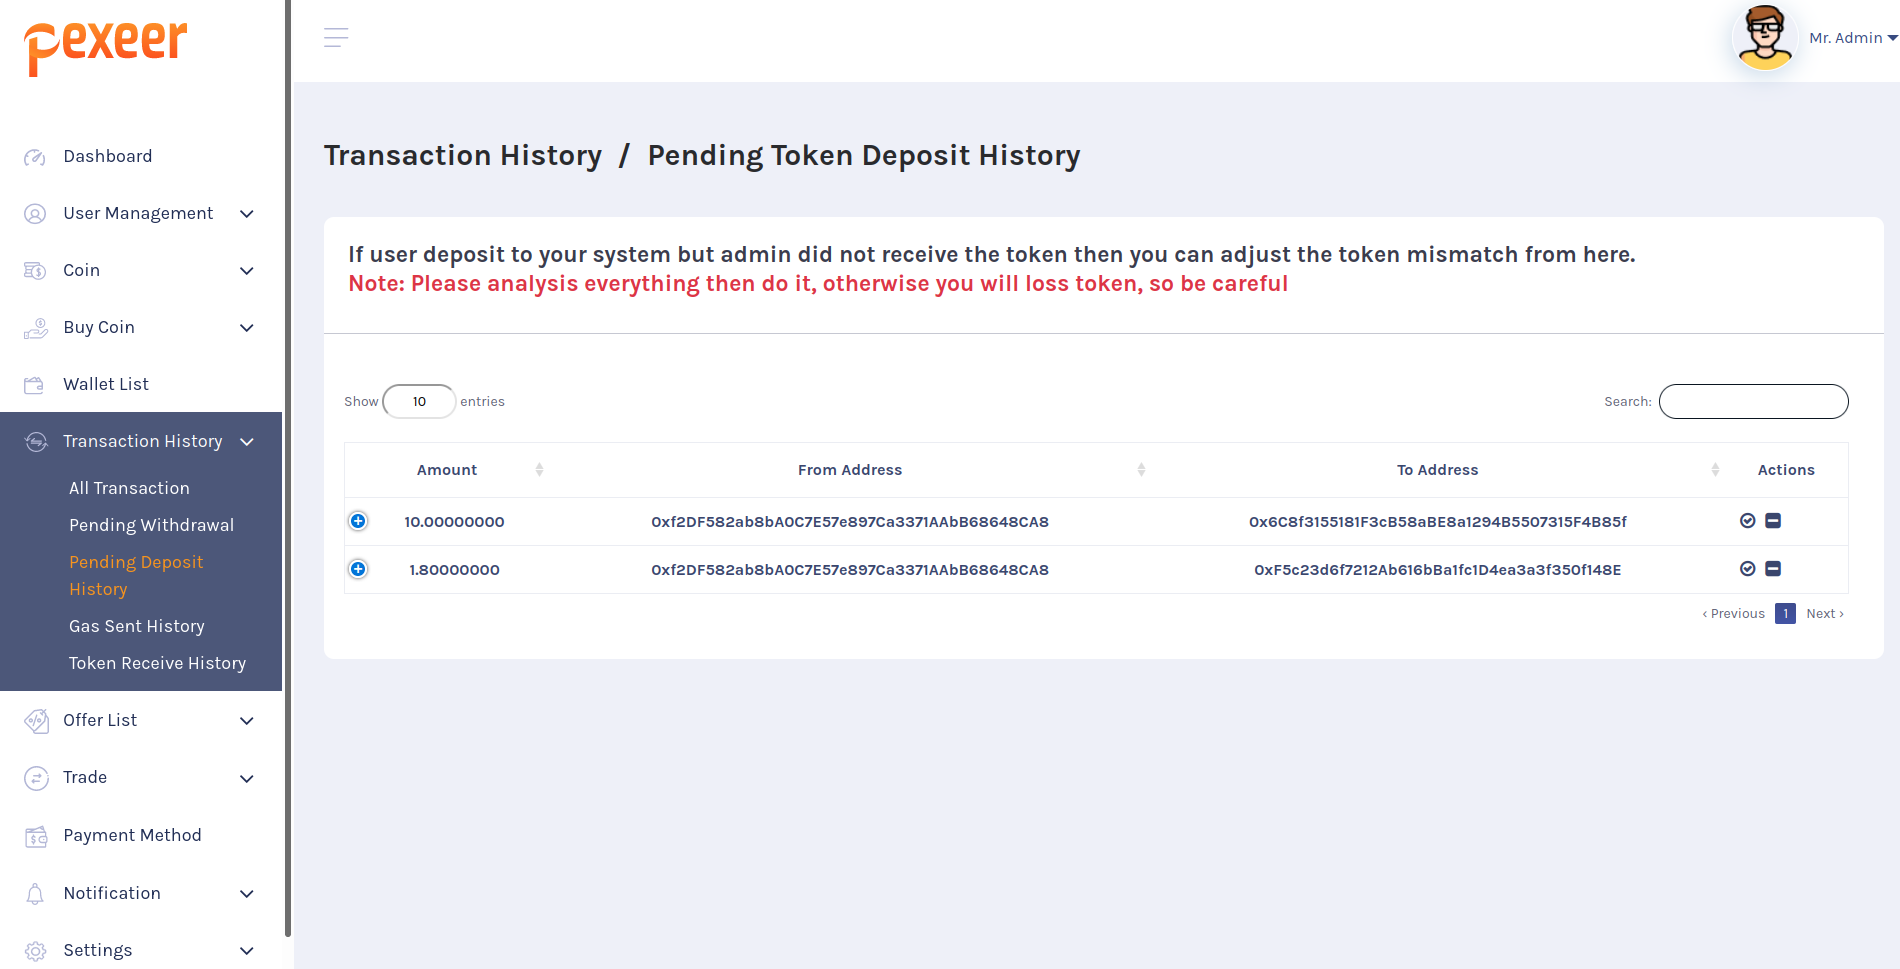 Pexeer
Mr. Admin
Dashboard
User Management
Coin
Buy Coin
Wallet List
Transaction History
All Transaction
Pending Withdrawal
Pending Deposit
History
Gas Sent History
Token Receive History
Offer List
Trade
Payment Method
Notification
Settings
Transaction History / Pending Token Deposit History
If user deposit to your system but admin did not receive the token then you can adjust the token mismatch from here.
Note: Please analysis everything then do it, otherwise you will loss token, so be careful
Show 10 entries
Search:
Amount From Address To Address Actions
10.00000000 0xf2DF582ab8bA0C7E57e897Ca3371AAbB68648CA8 0x6C8f3155181F3cB58aBE8a1294B5507315F4B85f
1.80000000 0xf2DF582ab8bA0C7E57e897Ca3371AAbB68648CA8 0xF5c23d6f7212Ab616bBa1fc1D4ea3a3f350f148E
‹ Previous 1 Next ›